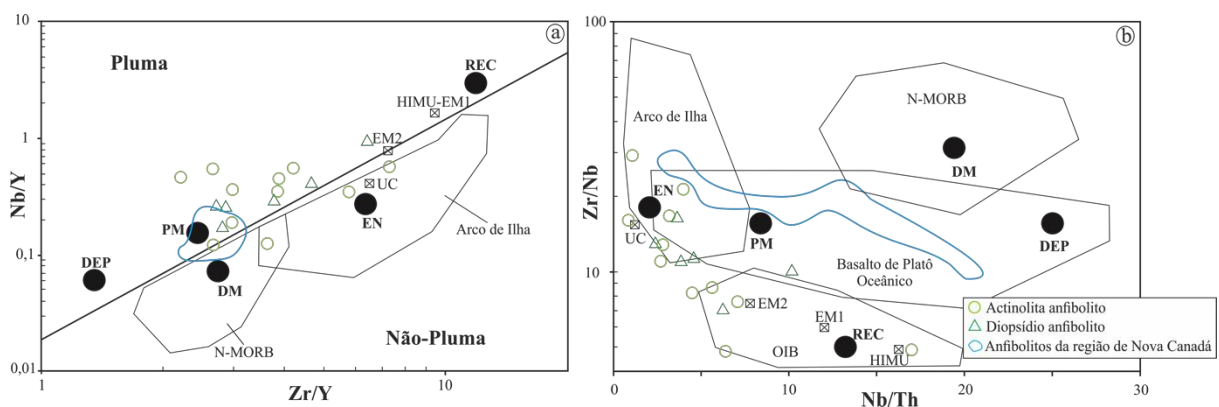 10
1
0.1
0.01
Nb/Y
1
10
Zr/Y
Pluma
a
REC
HIMU-EM1
EM2
UC
EN
Arco de Ilha
PM
DEP
DM
N-MORB
Não-Pluma
100
10
Zr/Nb
0
10
20
30
Nb/Th
b
N-MORB
Arco de Ilha
DM
EN
UC
PM
DEP
Basalto de Platô
Oceânico
EM2
EM1
REC
OIB
HIMU
Actinolita anfibolito
Diopsídio anfibolito
Anfibolitos da região de Nova Canadá